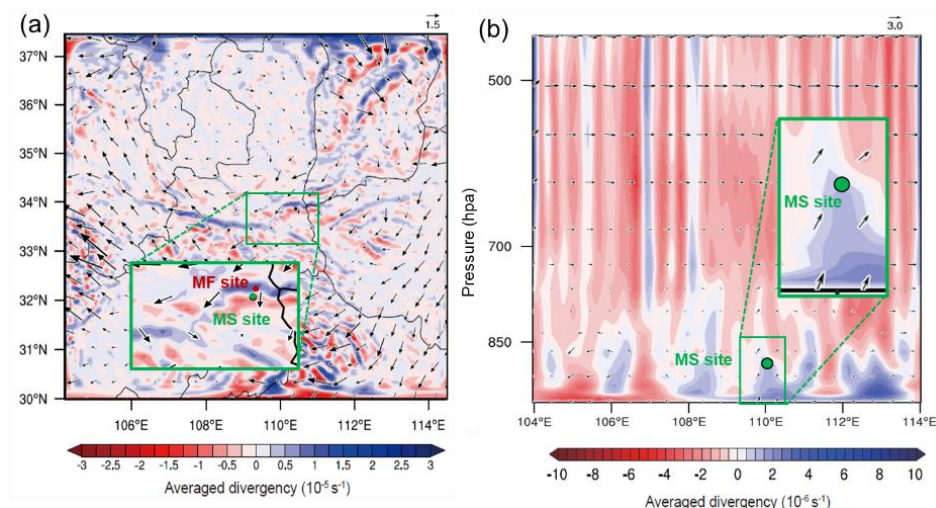 (a)
1.5
37°N
36°N
35°N
34°N
33°N
32°N
31°N
30°N
MF site
MS site
106°E
108°E
110°E
112°E
114°E
-3 -2.5 -2 -1.5 -1 -0.5 0 0.5 1 1.5 2 2.5 3
Averaged divergency (10⁻⁵ s⁻¹)
(b)
3.0
Pressure (hpa)
500
700
850
MS site
MS site
104°E
106°E
108°E
110°E
112°E
114°E
-10 -8 -6 -4 -2 0 2 4 6 8 10
Averaged divergency (10⁻⁶ s⁻¹)